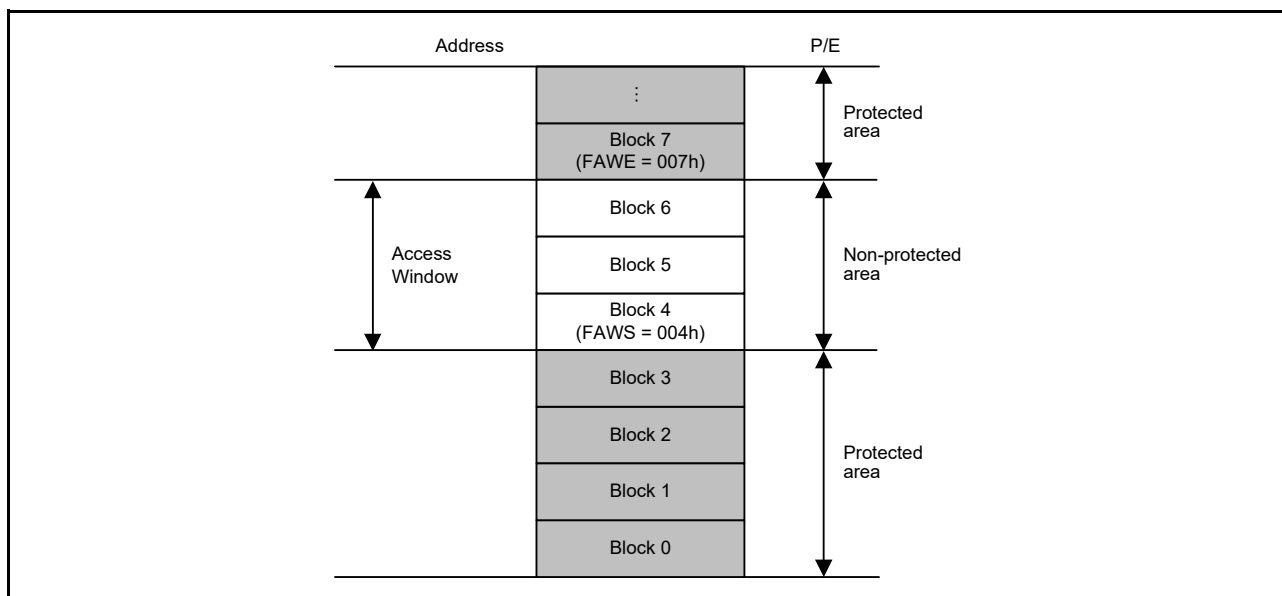 Address
P/E
⋮
Protected
area
Block 7
(FAWE = 007h)
Block 6
Access
Window
Block 5
Non-protected
area
Block 4
(FAWS = 004h)
Block 3
Block 2
Protected
area
Block 1
Block 0